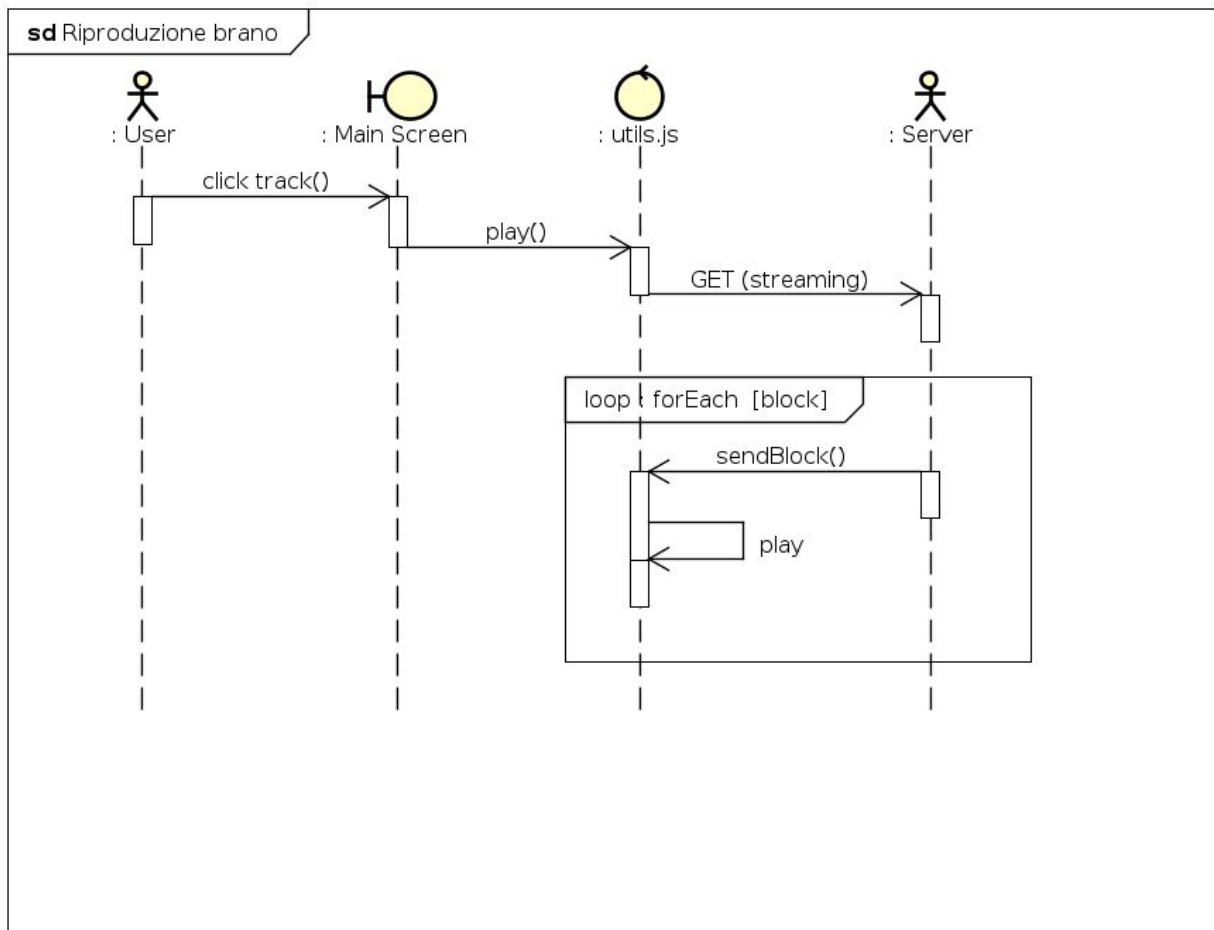 sd Riproduzione brano
: User
: Main Screen
: utils.js
: Server
click track()
play()
GET (streaming)
loop : forEach [block]
sendBlock()
play